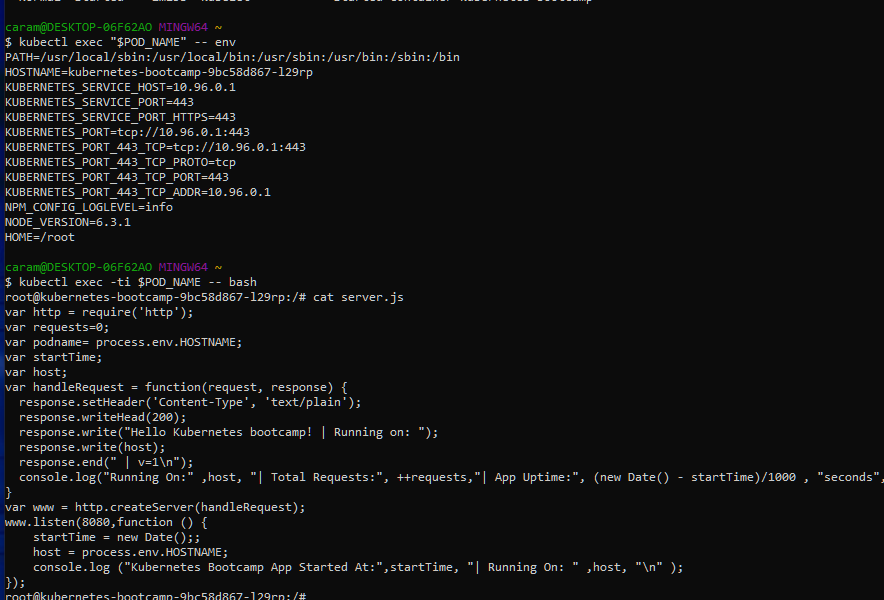 caram@DESKTOP-06F62AO MINGW64 ~
$ kubectl exec "$POD_NAME" -- env
PATH=/usr/local/sbin:/usr/local/bin:/usr/sbin:/usr/bin:/sbin:/bin
HOSTNAME=kubernetes-bootcamp-9bc58d867-l29rp
KUBERNETES_SERVICE_HOST=10.96.0.1
KUBERNETES_SERVICE_PORT=443
KUBERNETES_SERVICE_PORT_HTTPS=443
KUBERNETES_PORT=tcp://10.96.0.1:443
KUBERNETES_PORT_443_TCP=tcp://10.96.0.1:443
KUBERNETES_PORT_443_TCP_PROTO=tcp
KUBERNETES_PORT_443_TCP_PORT=443
KUBERNETES_PORT_443_TCP_ADDR=10.96.0.1
NPM_CONFIG_LOGLEVEL=info
NODE_VERSION=6.3.1
HOME=/root
caram@DESKTOP-06F62AO MINGW64 ~
$ kubectl exec -ti $POD_NAME -- bash
root@kubernetes-bootcamp-9bc58d867-l29rp:/# cat server.js
var http = require('http');
var requests=0;
var podname= process.env.HOSTNAME;
var startTime;
var host;
var handleRequest = function(request, response) {
  response.setHeader('Content-Type', 'text/plain');
  response.writeHead(200);
  response.write("Hello Kubernetes bootcamp! | Running on: ");
  response.write(host);
  response.end(" | v=1\n");
  console.log("Running On:" ,host, "| Total Requests:", ++requests,"| App Uptime:", (new Date() - startTime)/1000 , "seconds",
}
var www = http.createServer(handleRequest);
www.listen(8080,function () {
    startTime = new Date();;
    host = process.env.HOSTNAME;
    console.log ("Kubernetes Bootcamp App Started At:",startTime, "| Running On: " ,host, "\n" );
});
root@kubernetes-bootcamp-9bc58d867-l29rp:/#